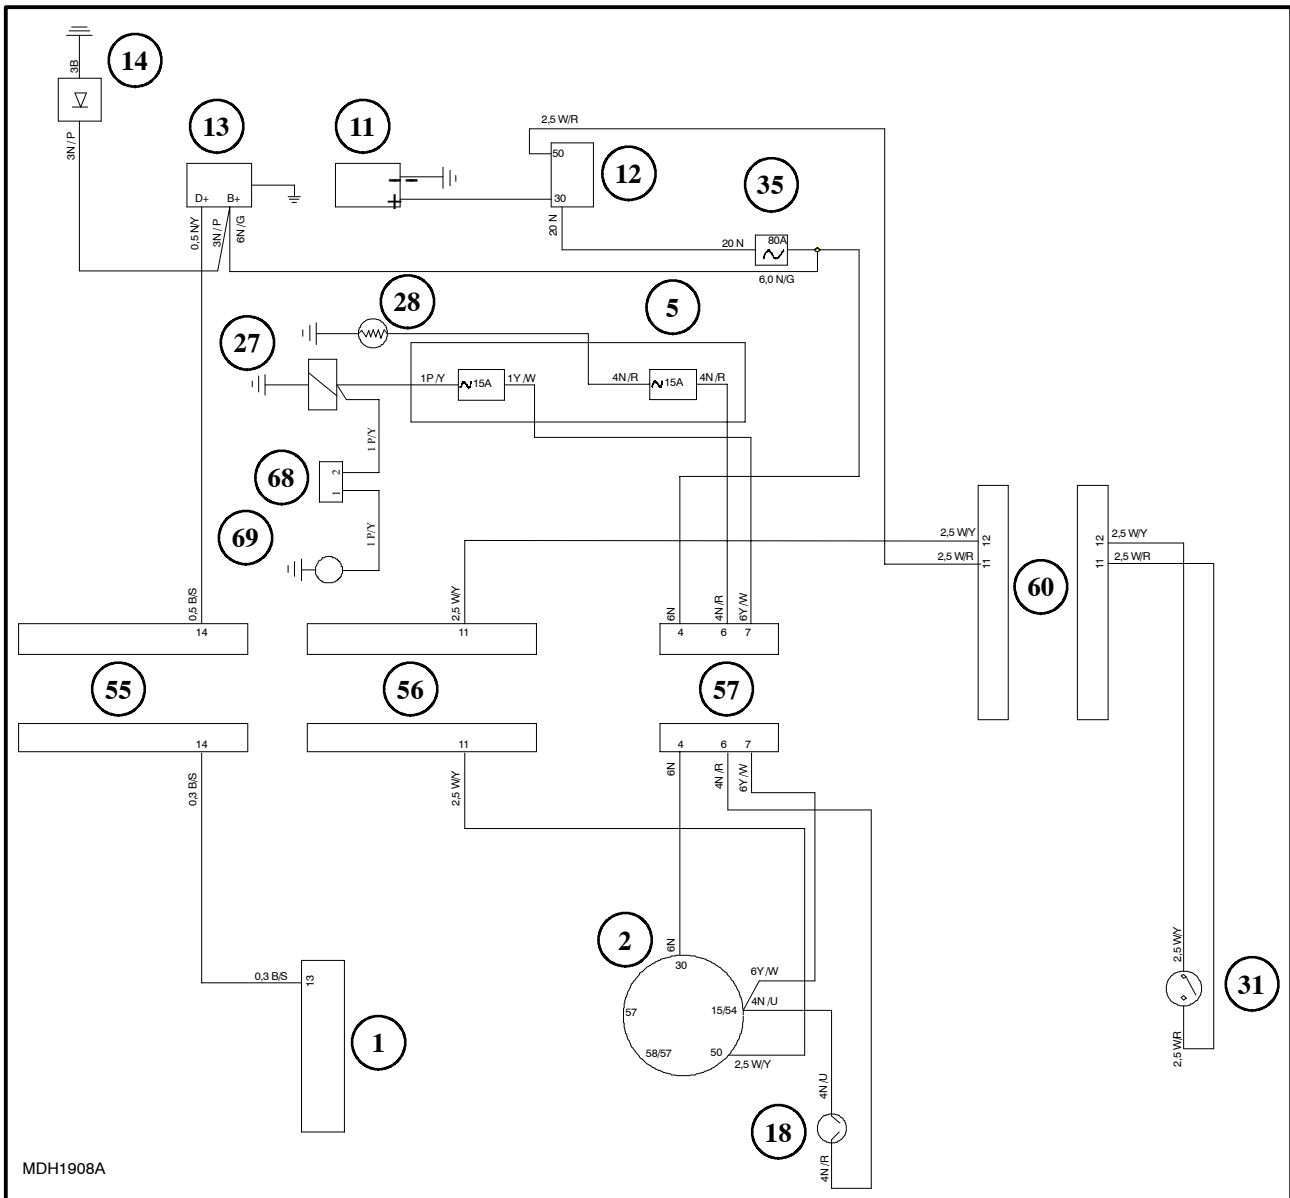 14
3B
3N / P
13
11
2,5 W/R
50
12
35
D+
B+
30
0,5 N/Y
3N / P
6N /G
20 N
20 N
80A
6,0 N/G
28
5
27
1P /Y
15A
1Y /W
4N /R
15A
4N /R
1 P/Y
68
2
1
69
1 P/Y
2,5 W/Y
12
2,5 W/R
11
12
2,5 W/Y
11
2,5 W/R
60
0,5 B/S
2,5 W/Y
6N
4N /R
6Y /W
14
11
4
6
7
55
56
57
14
11
4
6
7
0,3 B/S
2,5 W/Y
6N
4N /R
6Y /W
2
6N
30
2,5 W/Y
0,3 B/S
13
6Y /W
4N /U
57
15/54
31
1
58/57
50
2,5 W/Y
2,5 W/R
4N /U
18
4N /R
MDH1908A